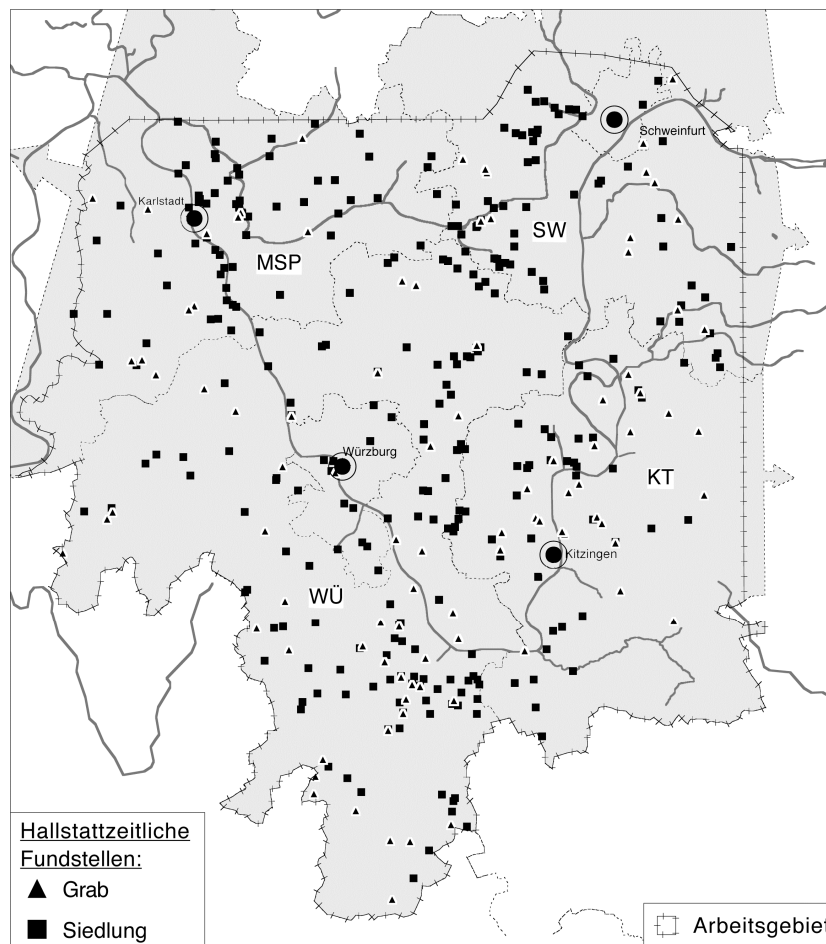 Schweinfurt
Karlstadt
SW
MSP
Würzburg
KT
Kitzingen
WÜ
Hallstattzeitliche
Fundstellen:
Grab
Siedlung
Arbeitsgebiet